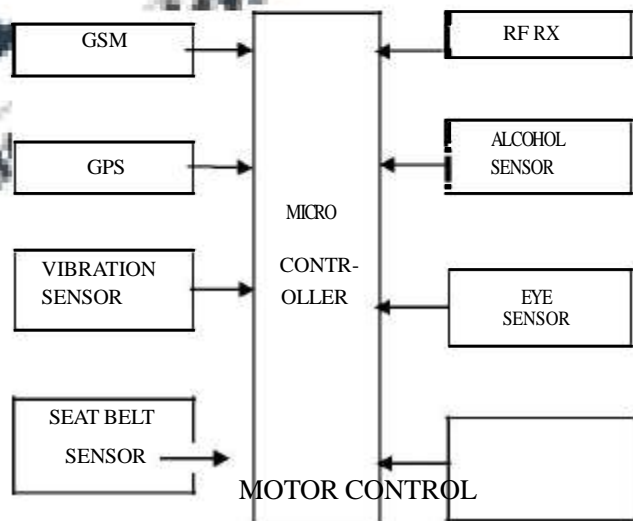 GSM
RF RX
GPS
ALCOHOL
SENSOR
MICRO
CONTR-
OLLER
VIBRATION
SENSOR
EYE
SENSOR
SEAT BELT
SENSOR
MOTOR CONTROL